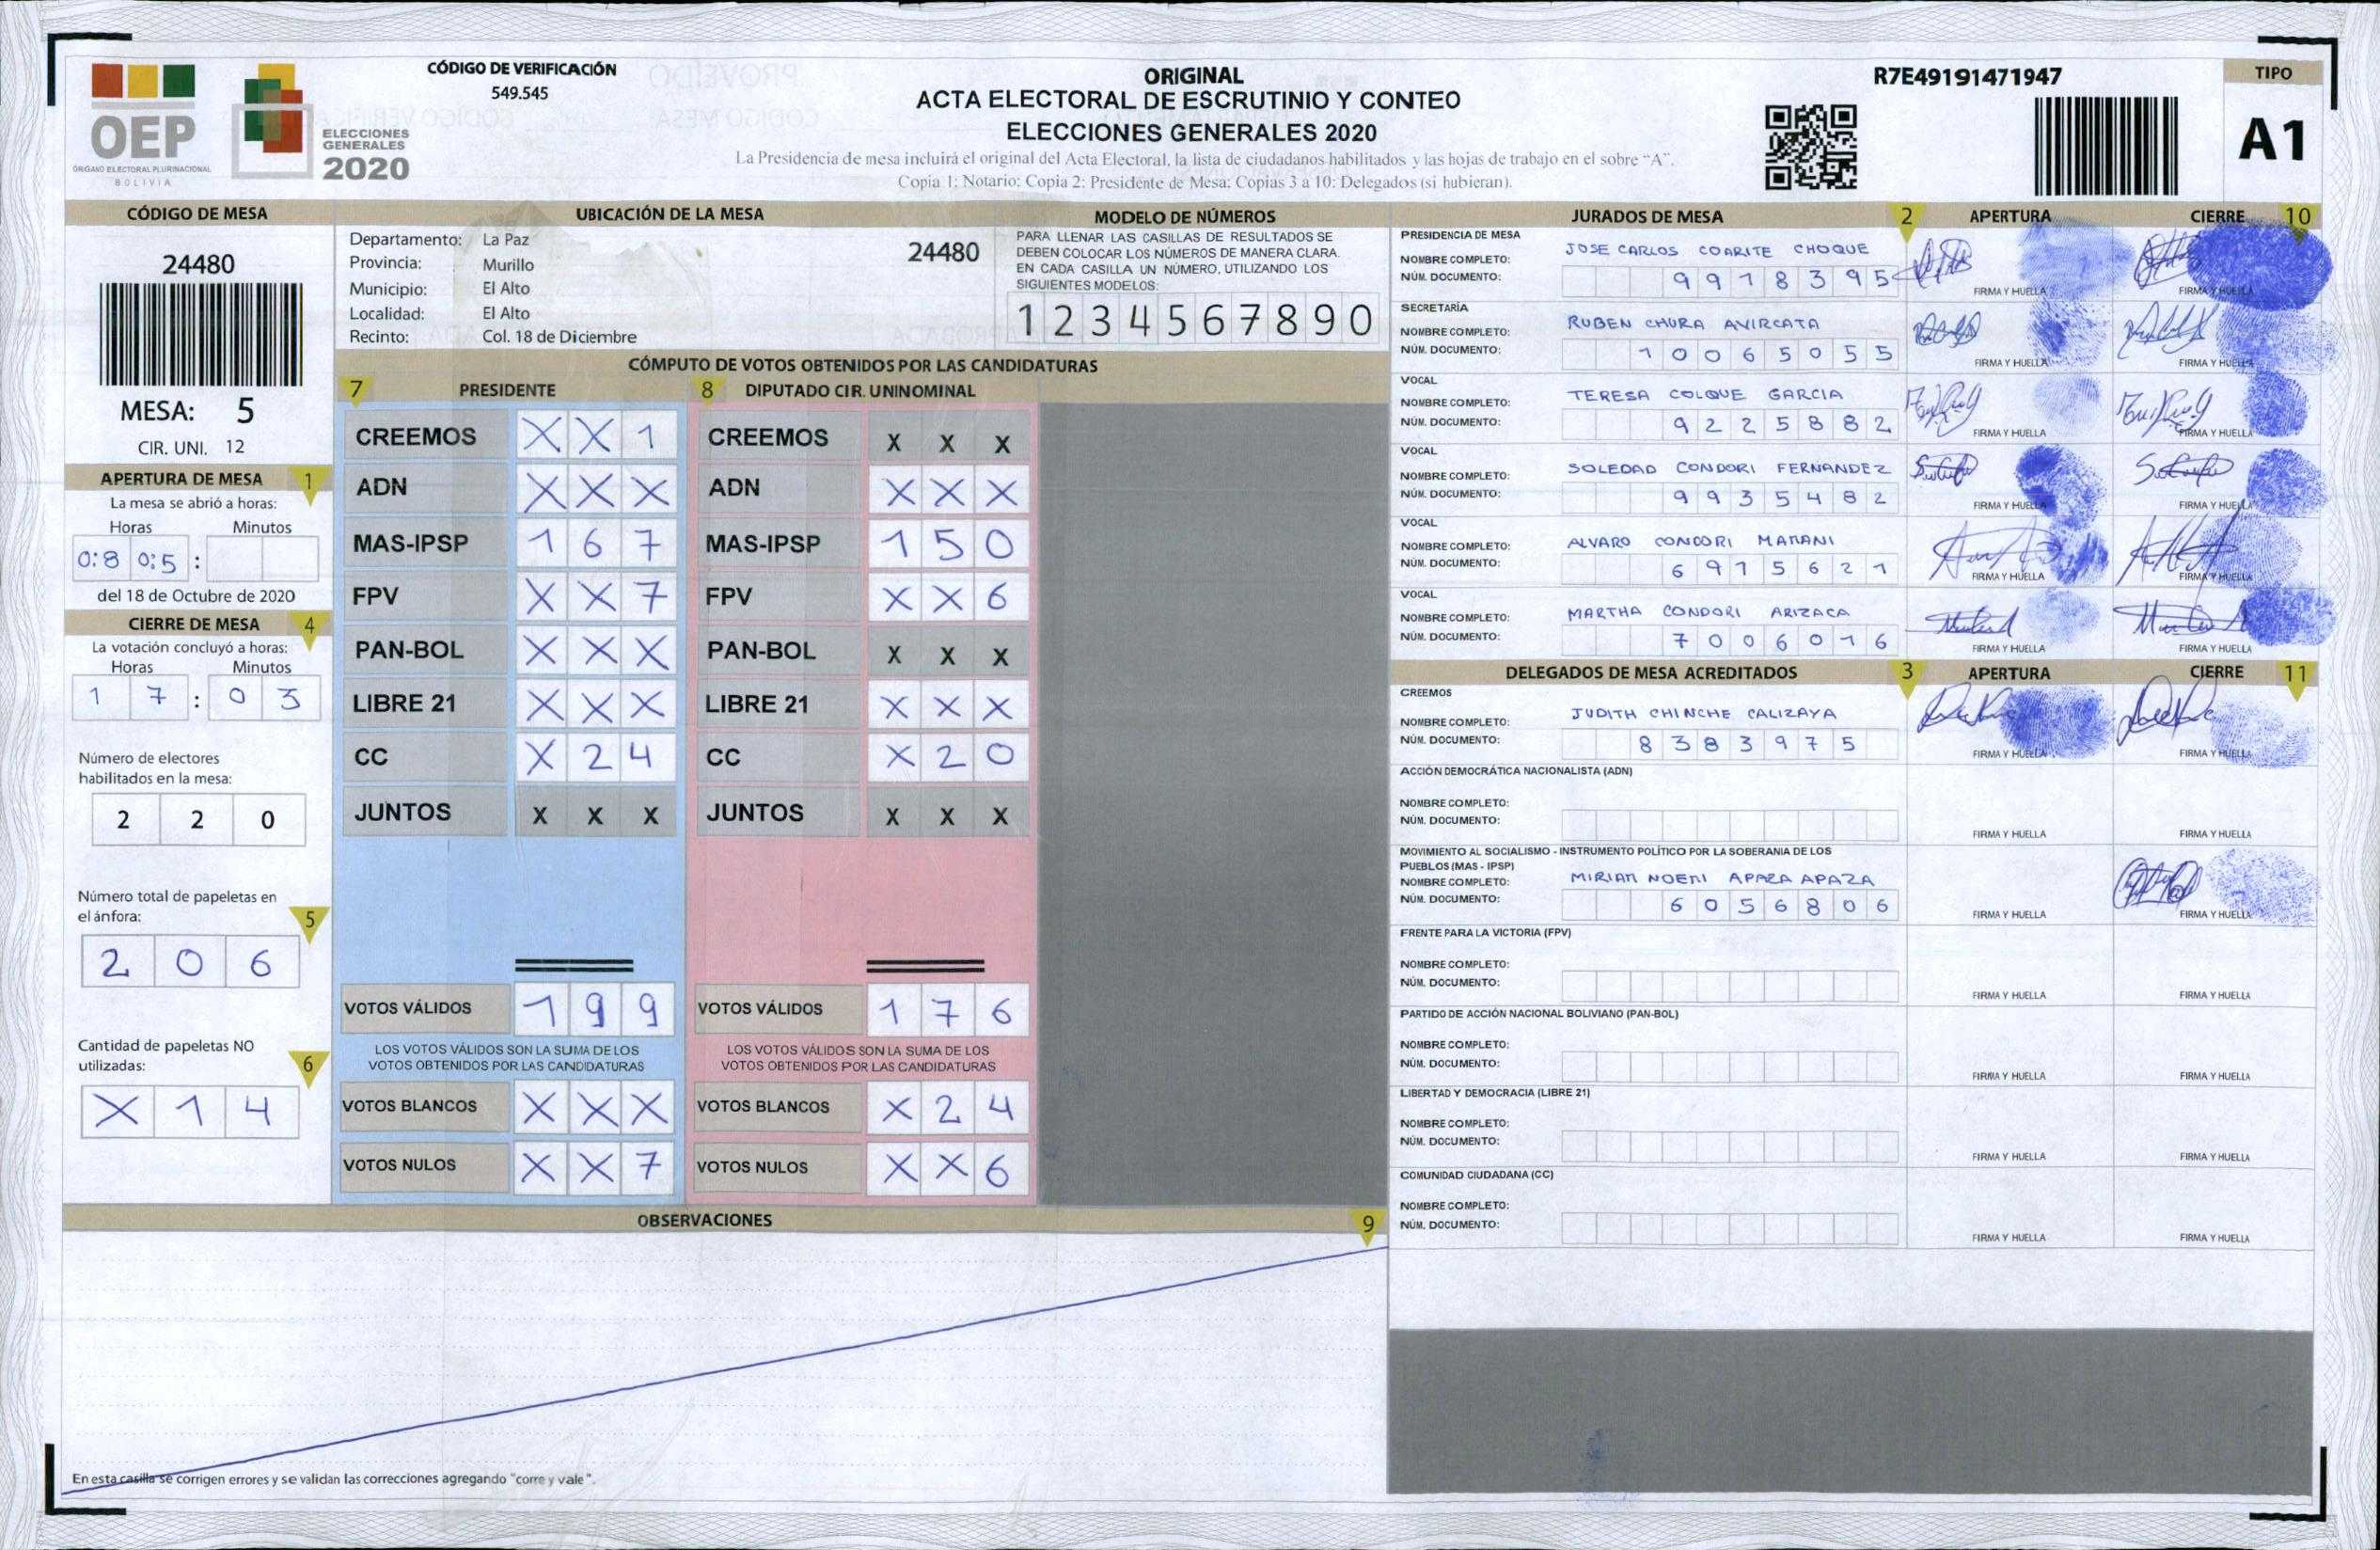 CÓDIGO DE VERIFICACIÓN
549.545
OEP
ÓRGANO ELECTORAL PLURINACIONAL
BOLIVIA
ELECCIONES
GENERALES
2020
ORIGINAL
ACTA ELECTORAL DE ESCRUTINIO Y CONTEO
ELECCIONES GENERALES 2020
La Presidencia de mesa incluirá el original del Acta Electoral, la lista de ciudadanos habilitados y las hojas de trabajo en el sobre "A".
Copia 1: Notario; Copia 2: Presidente de Mesa; Copias 3 a 10: Delegados (si hubieran).
R7E49191471947
TIPO
A1
CÓDIGO DE MESA
24480
MESA: 5
CIR. UNI. 12
APERTURA DE MESA 1
La mesa se abrió a horas:
Horas Minutos
0:8 0:5 :
del 18 de Octubre de 2020
CIERRE DE MESA 4
La votación concluyó a horas:
Horas Minutos
1 7 : 0 3
Número de electores
habilitados en la mesa:
2 2 0
Número total de papeletas en
el ánfora: 5
2 0 6
Cantidad de papeletas NO
utilizadas: 6
X 1 4
UBICACIÓN DE LA MESA
Departamento: La Paz 24480
Provincia: Murillo
Municipio: El Alto
Localidad: El Alto
Recinto: Col. 18 de Diciembre
MODELO DE NÚMEROS
PARA LLENAR LAS CASILLAS DE RESULTADOS SE
DEBEN COLOCAR LOS NÚMEROS DE MANERA CLARA.
EN CADA CASILLA UN NÚMERO, UTILIZANDO LOS
SIGUIENTES MODELOS:
1 2 3 4 5 6 7 8 9 0
CÓMPUTO DE VOTOS OBTENIDOS POR LAS CANDIDATURAS
7 PRESIDENTE 8 DIPUTADO CIR. UNINOMINAL
CREEMOS X X 1 CREEMOS X X X
ADN X X X ADN X X X
MAS-IPSP 1 6 7 MAS-IPSP 1 5 0
FPV X X 7 FPV X X 6
PAN-BOL X X X PAN-BOL X X X
LIBRE 21 X X X LIBRE 21 X X X
CC X 2 4 CC X 2 0
JUNTOS X X X JUNTOS X X X
VOTOS VÁLIDOS 1 9 9 VOTOS VÁLIDOS 1 7 6
LOS VOTOS VÁLIDOS SON LA SUMA DE LOS LOS VOTOS VÁLIDOS SON LA SUMA DE LOS
VOTOS OBTENIDOS POR LAS CANDIDATURAS VOTOS OBTENIDOS POR LAS CANDIDATURAS
VOTOS BLANCOS X X X VOTOS BLANCOS X 2 4
VOTOS NULOS X X 7 VOTOS NULOS X X 6
OBSERVACIONES 9
En esta casilla se corrigen errores y se validan las correcciones agregando "corre y vale".
JURADOS DE MESA 2 APERTURA CIERRE 10
PRESIDENCIA DE MESA
NOMBRE COMPLETO: JOSE CARLOS COARITE CHOQUE
NÚM. DOCUMENTO: 9 9 1 8 3 9 5
FIRMA Y HUELLA FIRMA Y HUELLA
SECRETARÍA
NOMBRE COMPLETO: RUBEN CHURA AVIRCATA
NÚM. DOCUMENTO: 1 0 0 6 5 0 5 5
FIRMA Y HUELLA FIRMA Y HUELLA
VOCAL
NOMBRE COMPLETO: TERESA COLQUE GARCIA
NÚM. DOCUMENTO: 9 2 2 5 8 8 2
FIRMA Y HUELLA FIRMA Y HUELLA
VOCAL
NOMBRE COMPLETO: SOLEDAD CONDORI FERNANDEZ
NÚM. DOCUMENTO: 9 9 3 5 4 8 2
FIRMA Y HUELLA FIRMA Y HUELLA
VOCAL
NOMBRE COMPLETO: ALVARO CONDORI MAMANI
NÚM. DOCUMENTO: 6 9 1 5 6 2 1
FIRMA Y HUELLA FIRMA Y HUELLA
VOCAL
NOMBRE COMPLETO: MARTHA CONDORI ARIZACA
NÚM. DOCUMENTO: 7 0 0 6 0 1 6
FIRMA Y HUELLA FIRMA Y HUELLA
DELEGADOS DE MESA ACREDITADOS 3 APERTURA CIERRE 11
CREEMOS
NOMBRE COMPLETO: JUDITH CHINCHE CALIZAYA
NÚM. DOCUMENTO: 8 3 8 3 9 7 5
FIRMA Y HUELLA FIRMA Y HUELLA
ACCIÓN DEMOCRÁTICA NACIONALISTA (ADN)
NOMBRE COMPLETO:
NÚM. DOCUMENTO:
FIRMA Y HUELLA FIRMA Y HUELLA
MOVIMIENTO AL SOCIALISMO - INSTRUMENTO POLÍTICO POR LA SOBERANIA DE LOS
PUEBLOS (MAS - IPSP)
NOMBRE COMPLETO: MIRIAM NOEMI APAZA APAZA
NÚM. DOCUMENTO: 6 0 5 6 8 0 6
FIRMA Y HUELLA FIRMA Y HUELLA
FRENTE PARA LA VICTORIA (FPV)
NOMBRE COMPLETO:
NÚM. DOCUMENTO:
FIRMA Y HUELLA FIRMA Y HUELLA
PARTIDO DE ACCIÓN NACIONAL BOLIVIANO (PAN-BOL)
NOMBRE COMPLETO:
NÚM. DOCUMENTO:
FIRMA Y HUELLA FIRMA Y HUELLA
LIBERTAD Y DEMOCRACIA (LIBRE 21)
NOMBRE COMPLETO:
NÚM. DOCUMENTO:
FIRMA Y HUELLA FIRMA Y HUELLA
COMUNIDAD CIUDADANA (CC)
NOMBRE COMPLETO:
NÚM. DOCUMENTO:
FIRMA Y HUELLA FIRMA Y HUELLA